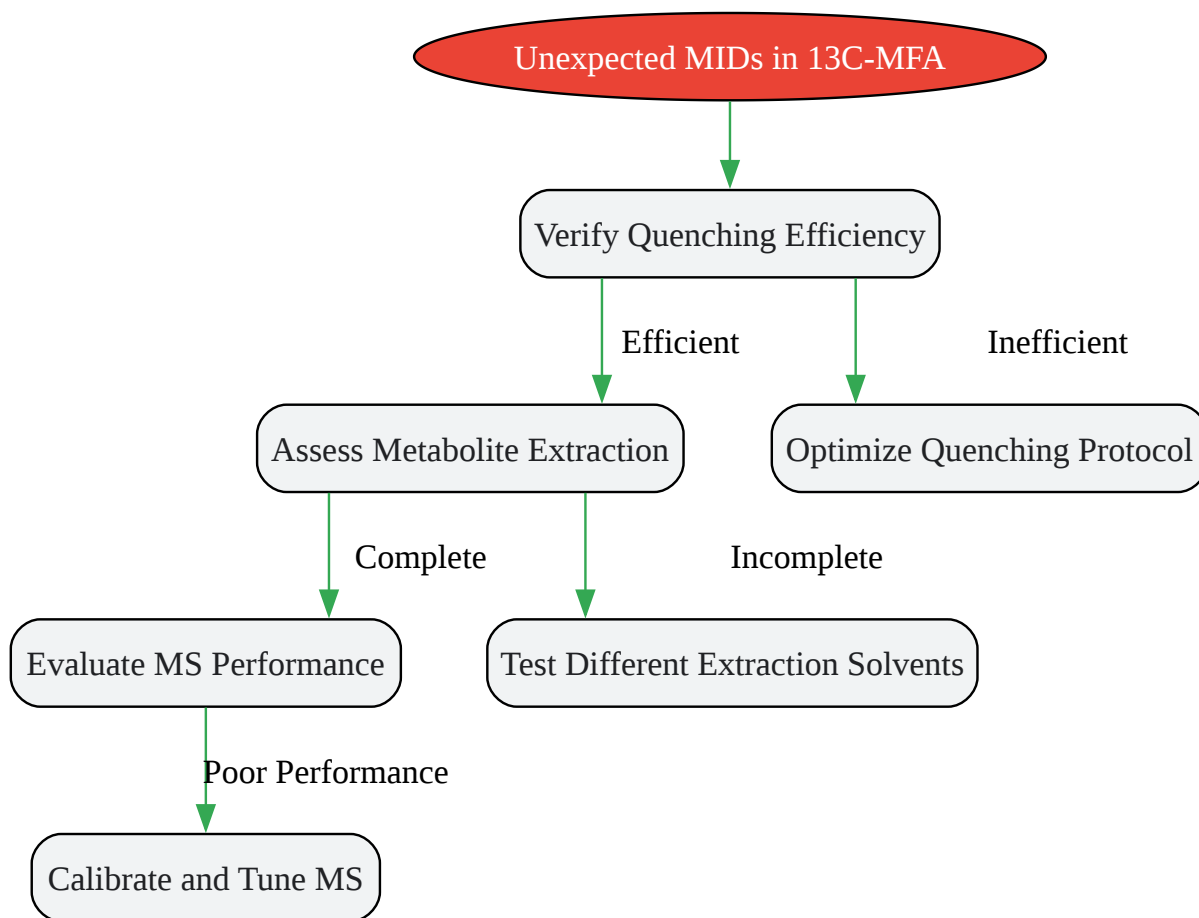 Unexpected MIDs in 13C-MFA
Verify Quenching Efficiency
Efficient
Inefficient
Assess Metabolite Extraction
Optimize Quenching Protocol
Complete
Incomplete
Evaluate MS Performance
Test Different Extraction Solvents
Poor Performance
Calibrate and Tune MS